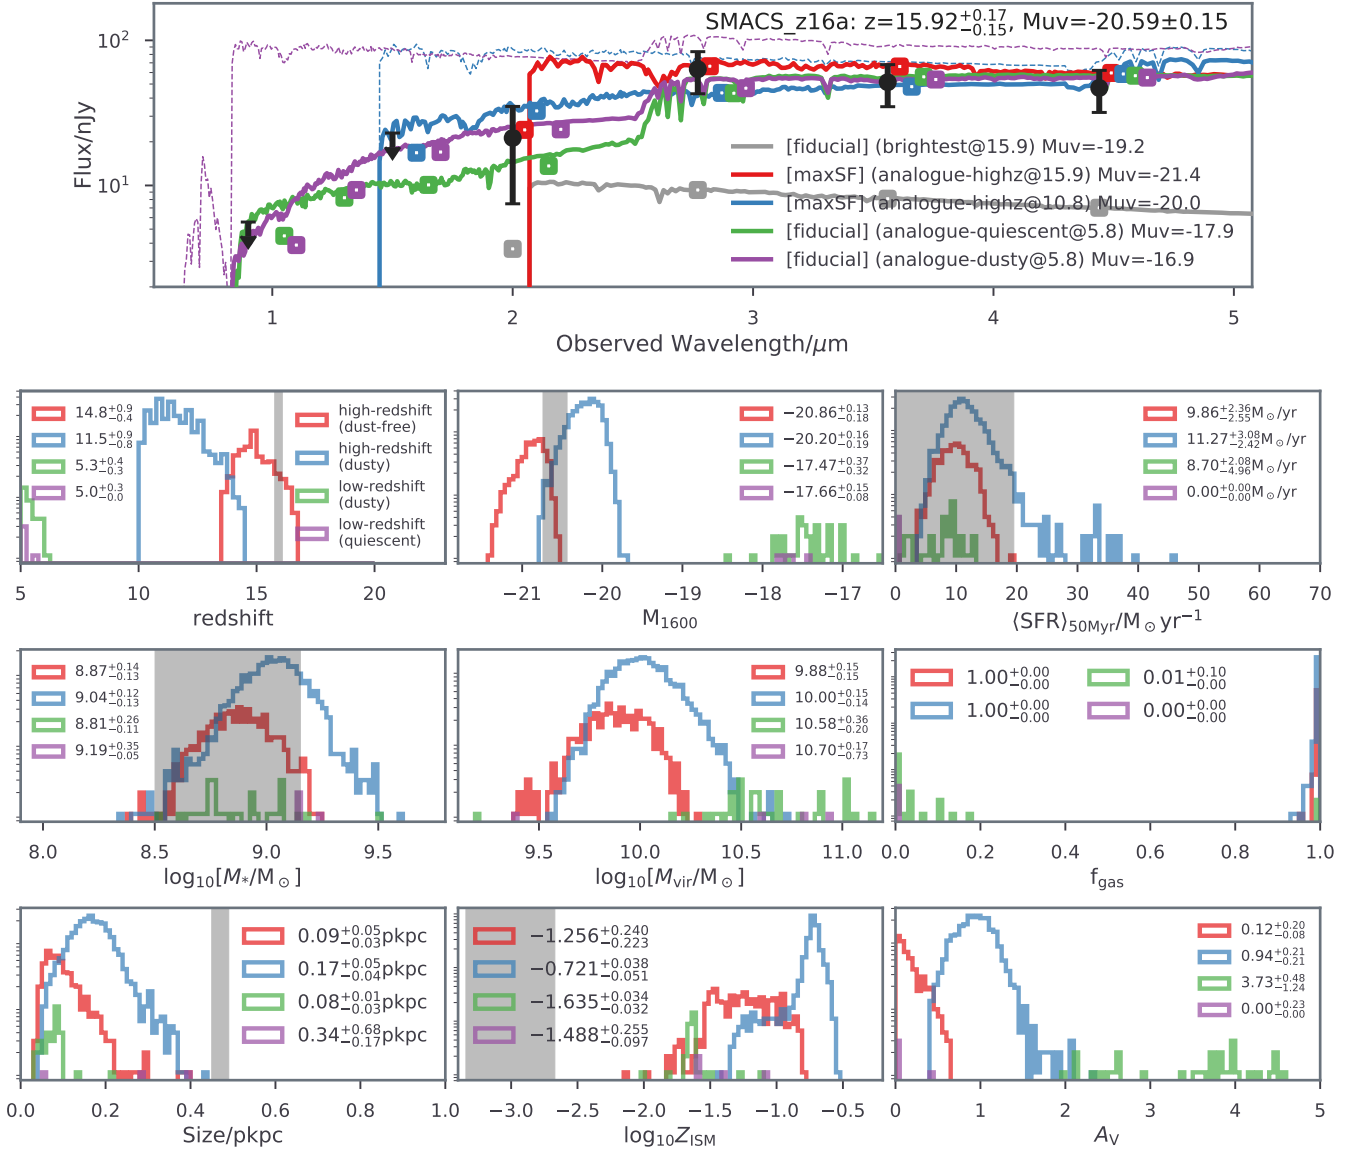 SMACS_z16a: z=15.92+0.17−0.15, Muv=-20.59±0.15
10²
10¹
Flux/nJy
[fiducial] (brightest@15.9) Muv=-19.2
[maxSF] (analogue-highz@15.9) Muv=-21.4
[maxSF] (analogue-highz@10.8) Muv=-20.0
[fiducial] (analogue-quiescent@5.8) Muv=-17.9
[fiducial] (analogue-dusty@5.8) Muv=-16.9
1 2 3 4 5
Observed Wavelength/μm
14.8+0.9−0.4
11.5+0.9−0.8
5.3+0.4−0.3
5.0+0.3−0.0
high-redshift
(dust-free)
high-redshift
(dusty)
low-redshift
(dusty)
low-redshift
(quiescent)
5 10 15 20
redshift
−20.86+0.13−0.18
−20.20+0.16−0.19
−17.47+0.37−0.32
−17.66+0.15−0.08
−21 −20 −19 −18 −17
M1600
9.86+2.36−2.55M⊙/yr
11.27+3.08−2.42M⊙/yr
8.70+2.08−4.96M⊙/yr
0.00+0.00−0.00M⊙/yr
0 10 20 30 40 50 60 70
⟨SFR⟩50Myr/M⊙yr−1
8.87+0.14−0.13
9.04+0.12−0.13
8.81+0.26−0.11
9.19+0.35−0.05
8.0 8.5 9.0 9.5
log10[M*/M⊙]
9.88+0.15−0.15
10.00+0.15−0.14
10.58+0.36−0.20
10.70+0.17−0.73
9.5 10.0 10.5 11.0
log10[Mvir/M⊙]
1.00+0.00−0.00 0.01+0.10−0.00
1.00+0.00−0.00 0.00+0.00−0.00
0.0 0.2 0.4 0.6 0.8 1.0
fgas
0.09+0.05−0.03pkpc
0.17+0.05−0.04pkpc
0.08+0.01−0.03pkpc
0.34+0.68−0.17pkpc
0.0 0.2 0.4 0.6 0.8 1.0
Size/pkpc
−1.256+0.240−0.223
−0.721+0.038−0.051
−1.635+0.034−0.032
−1.488+0.255−0.097
−3.0 −2.5 −2.0 −1.5 −1.0 −0.5
log10ZISM
0.12+0.20−0.08
0.94+0.21−0.21
3.73+0.48−1.24
0.00+0.23−0.00
0 1 2 3 4 5
AV